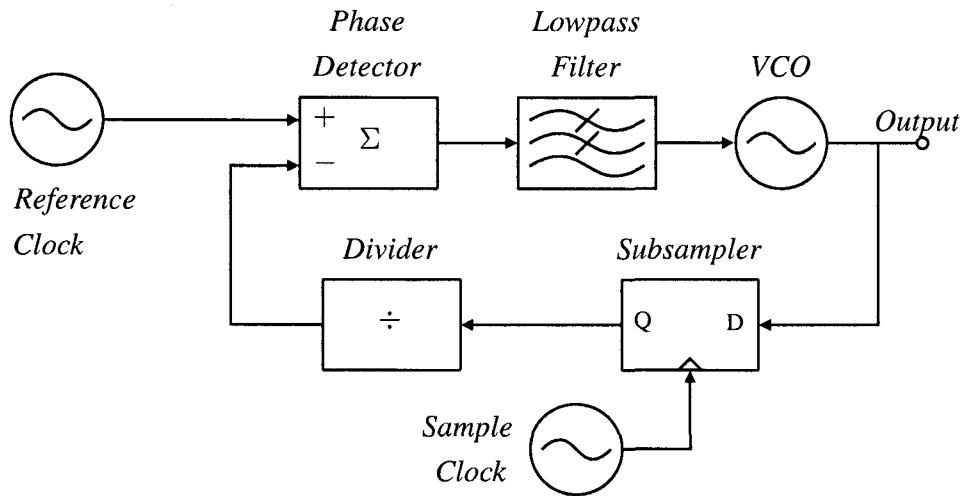 Phase
Detector
Lowpass
Filter
VCO
Output
+
Σ
−
Reference
Clock
Divider
Subsampler
÷
Q
D
Sample
Clock